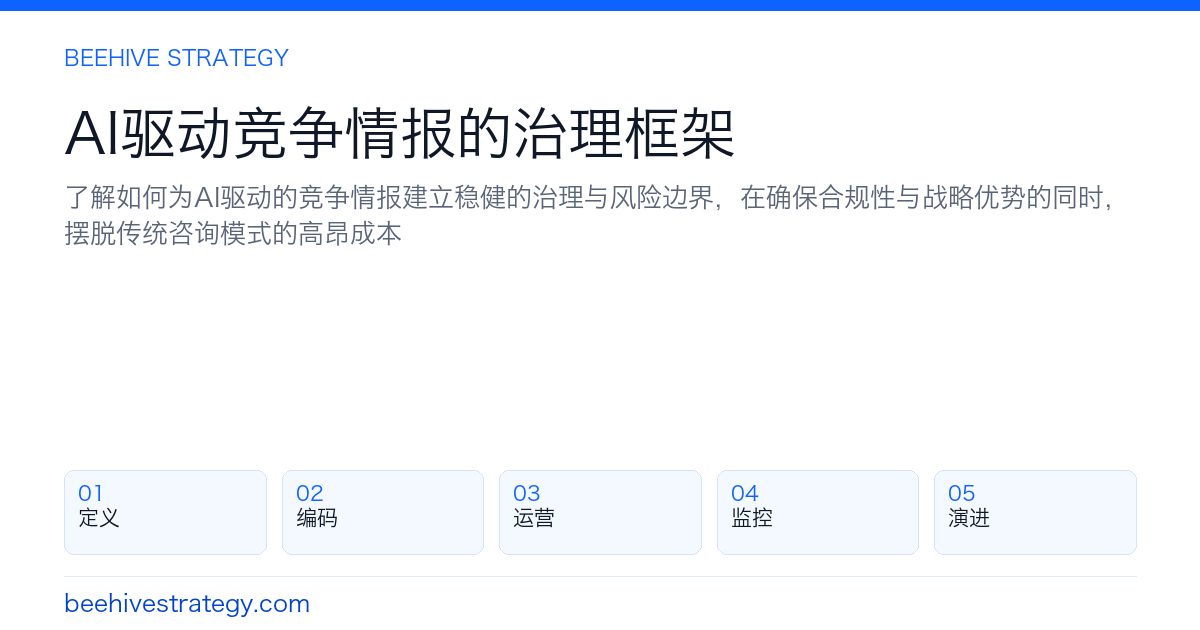 BEEHIVE STRATEGY
AI驱动竞争情报的治理框架
了解如何为AI驱动的竞争情报建立稳健的治理与风险边界，在确保合规性与战略优势的同时，
摆脱传统咨询模式的高昂成本
01
定义
02
编码
03
运营
04
监控
05
演进
beehivestrategy.com